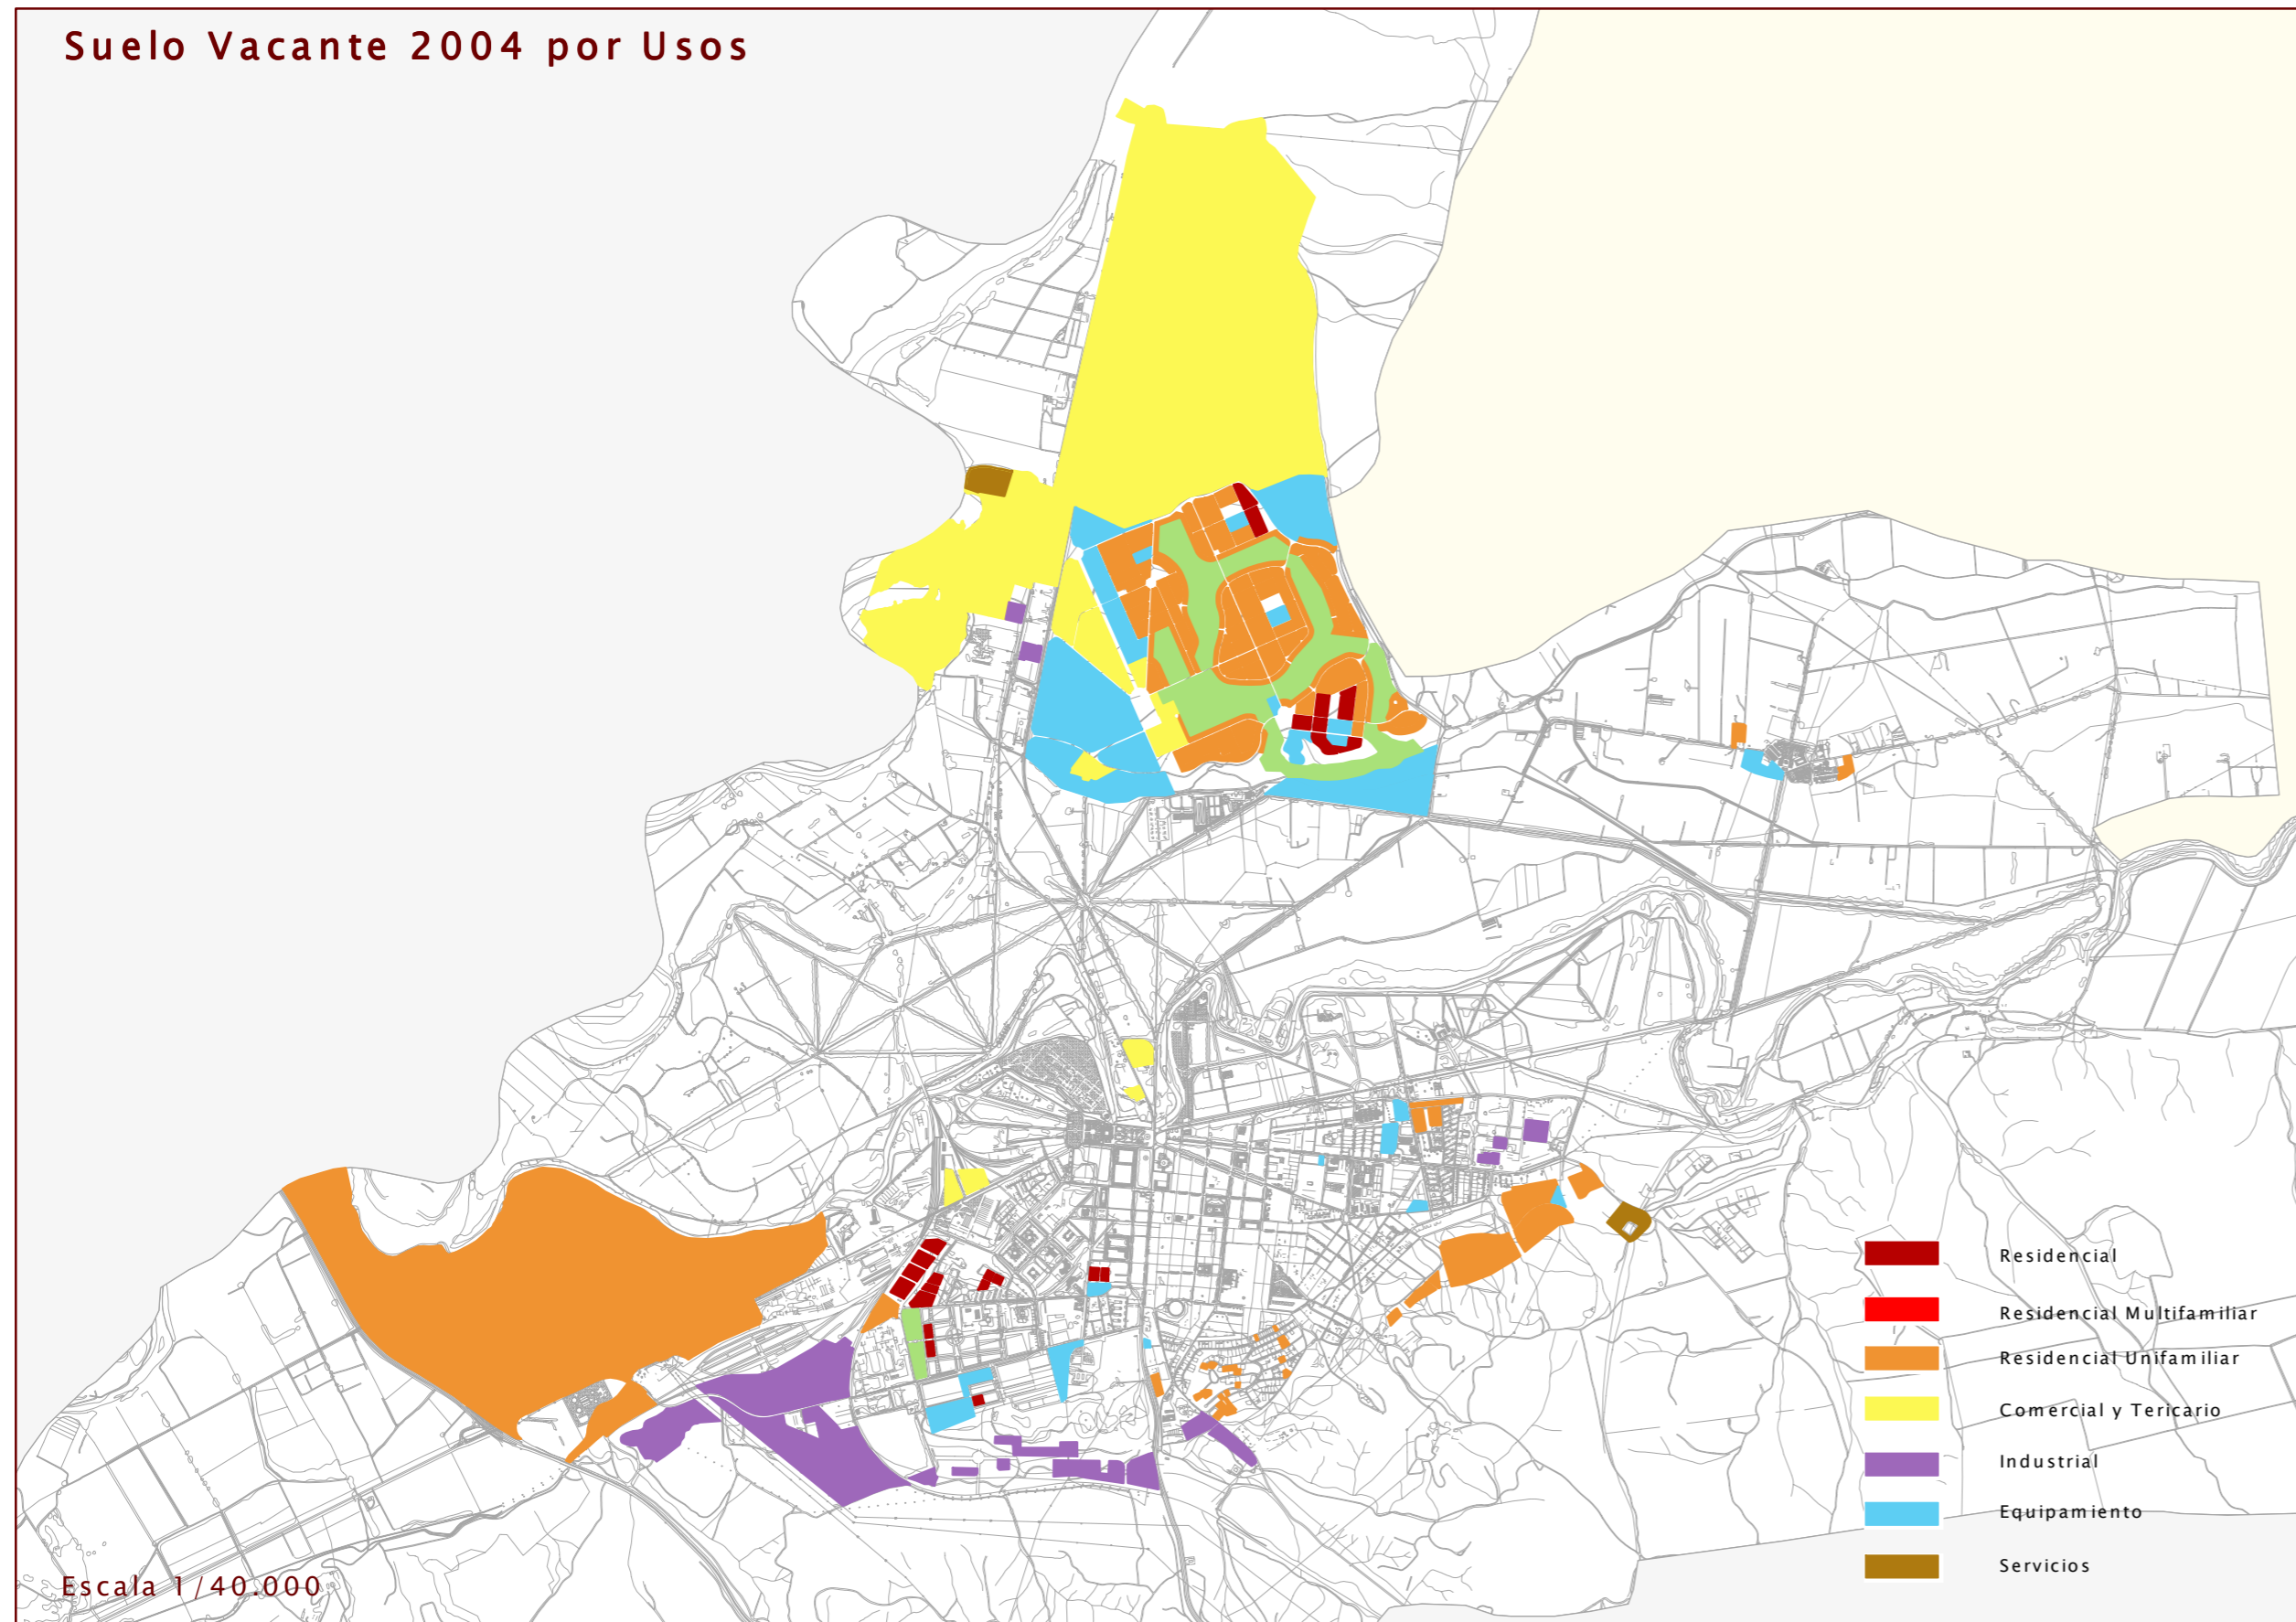 Suelo Vacante 2004 por Usos
Residencial
Residencial Multifamiliar
Residencial Unifamiliar
Comercial y Tericario
Industrial
Equipamiento
Servicios
Escala 1/40.000